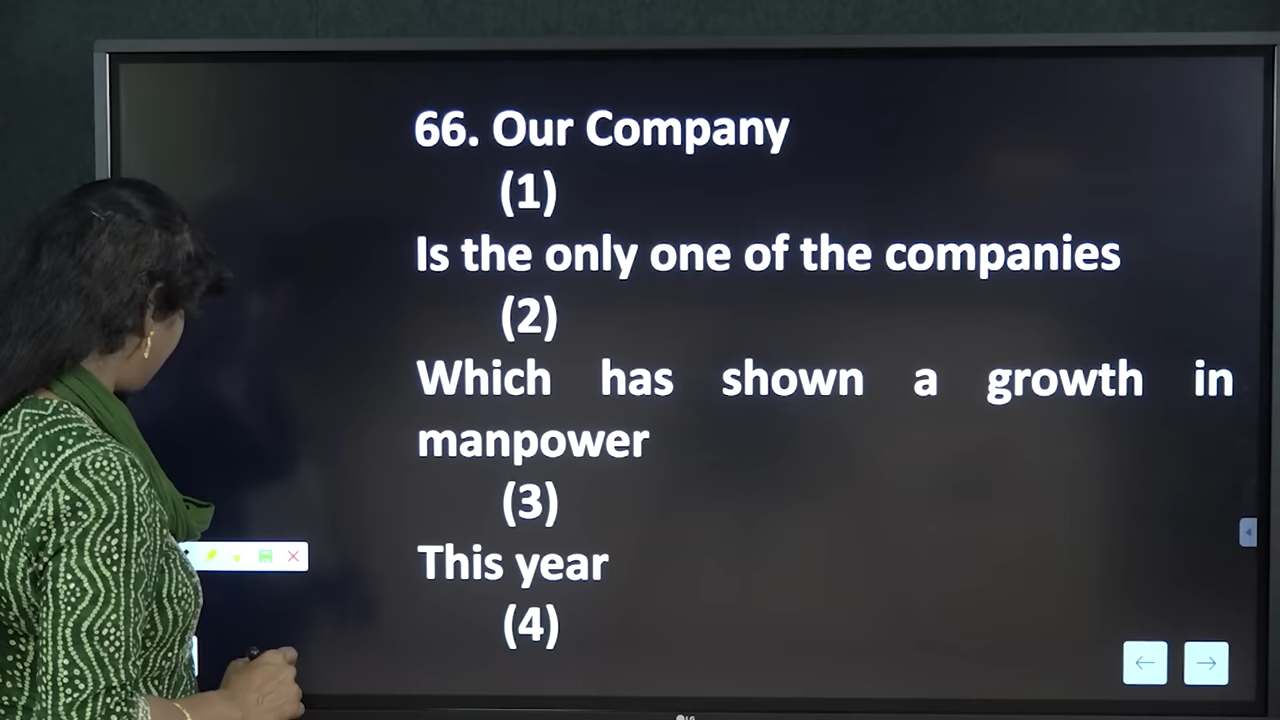 66. Our Company
(1)
Is the only one of the companies
(2)
Which has shown a growth in
manpower
(3)
This year
(4)
LG